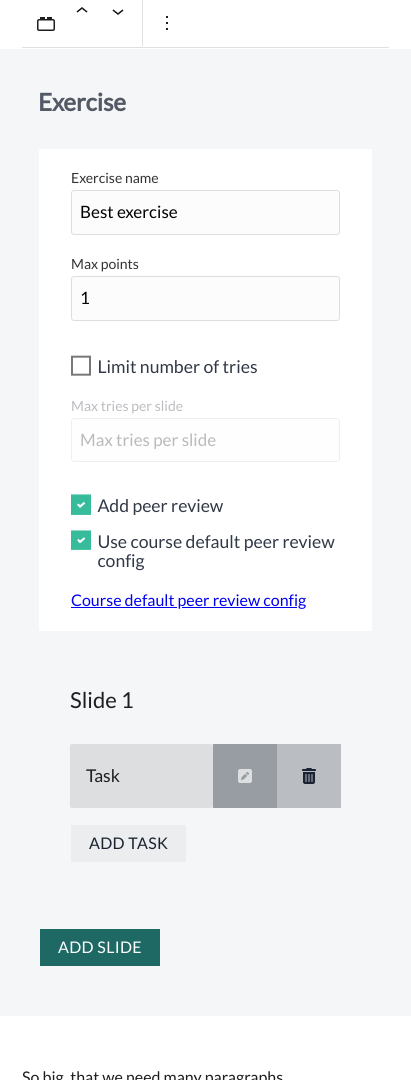 Exercise
Exercise name
Best exercise
Max points
1
Limit number of tries
Max tries per slide
Max tries per slide
Add peer review
Use course default peer review
config
Course default peer review config
Slide 1
Task
ADD TASK
ADD SLIDE
So big, that we need many paragraphs.